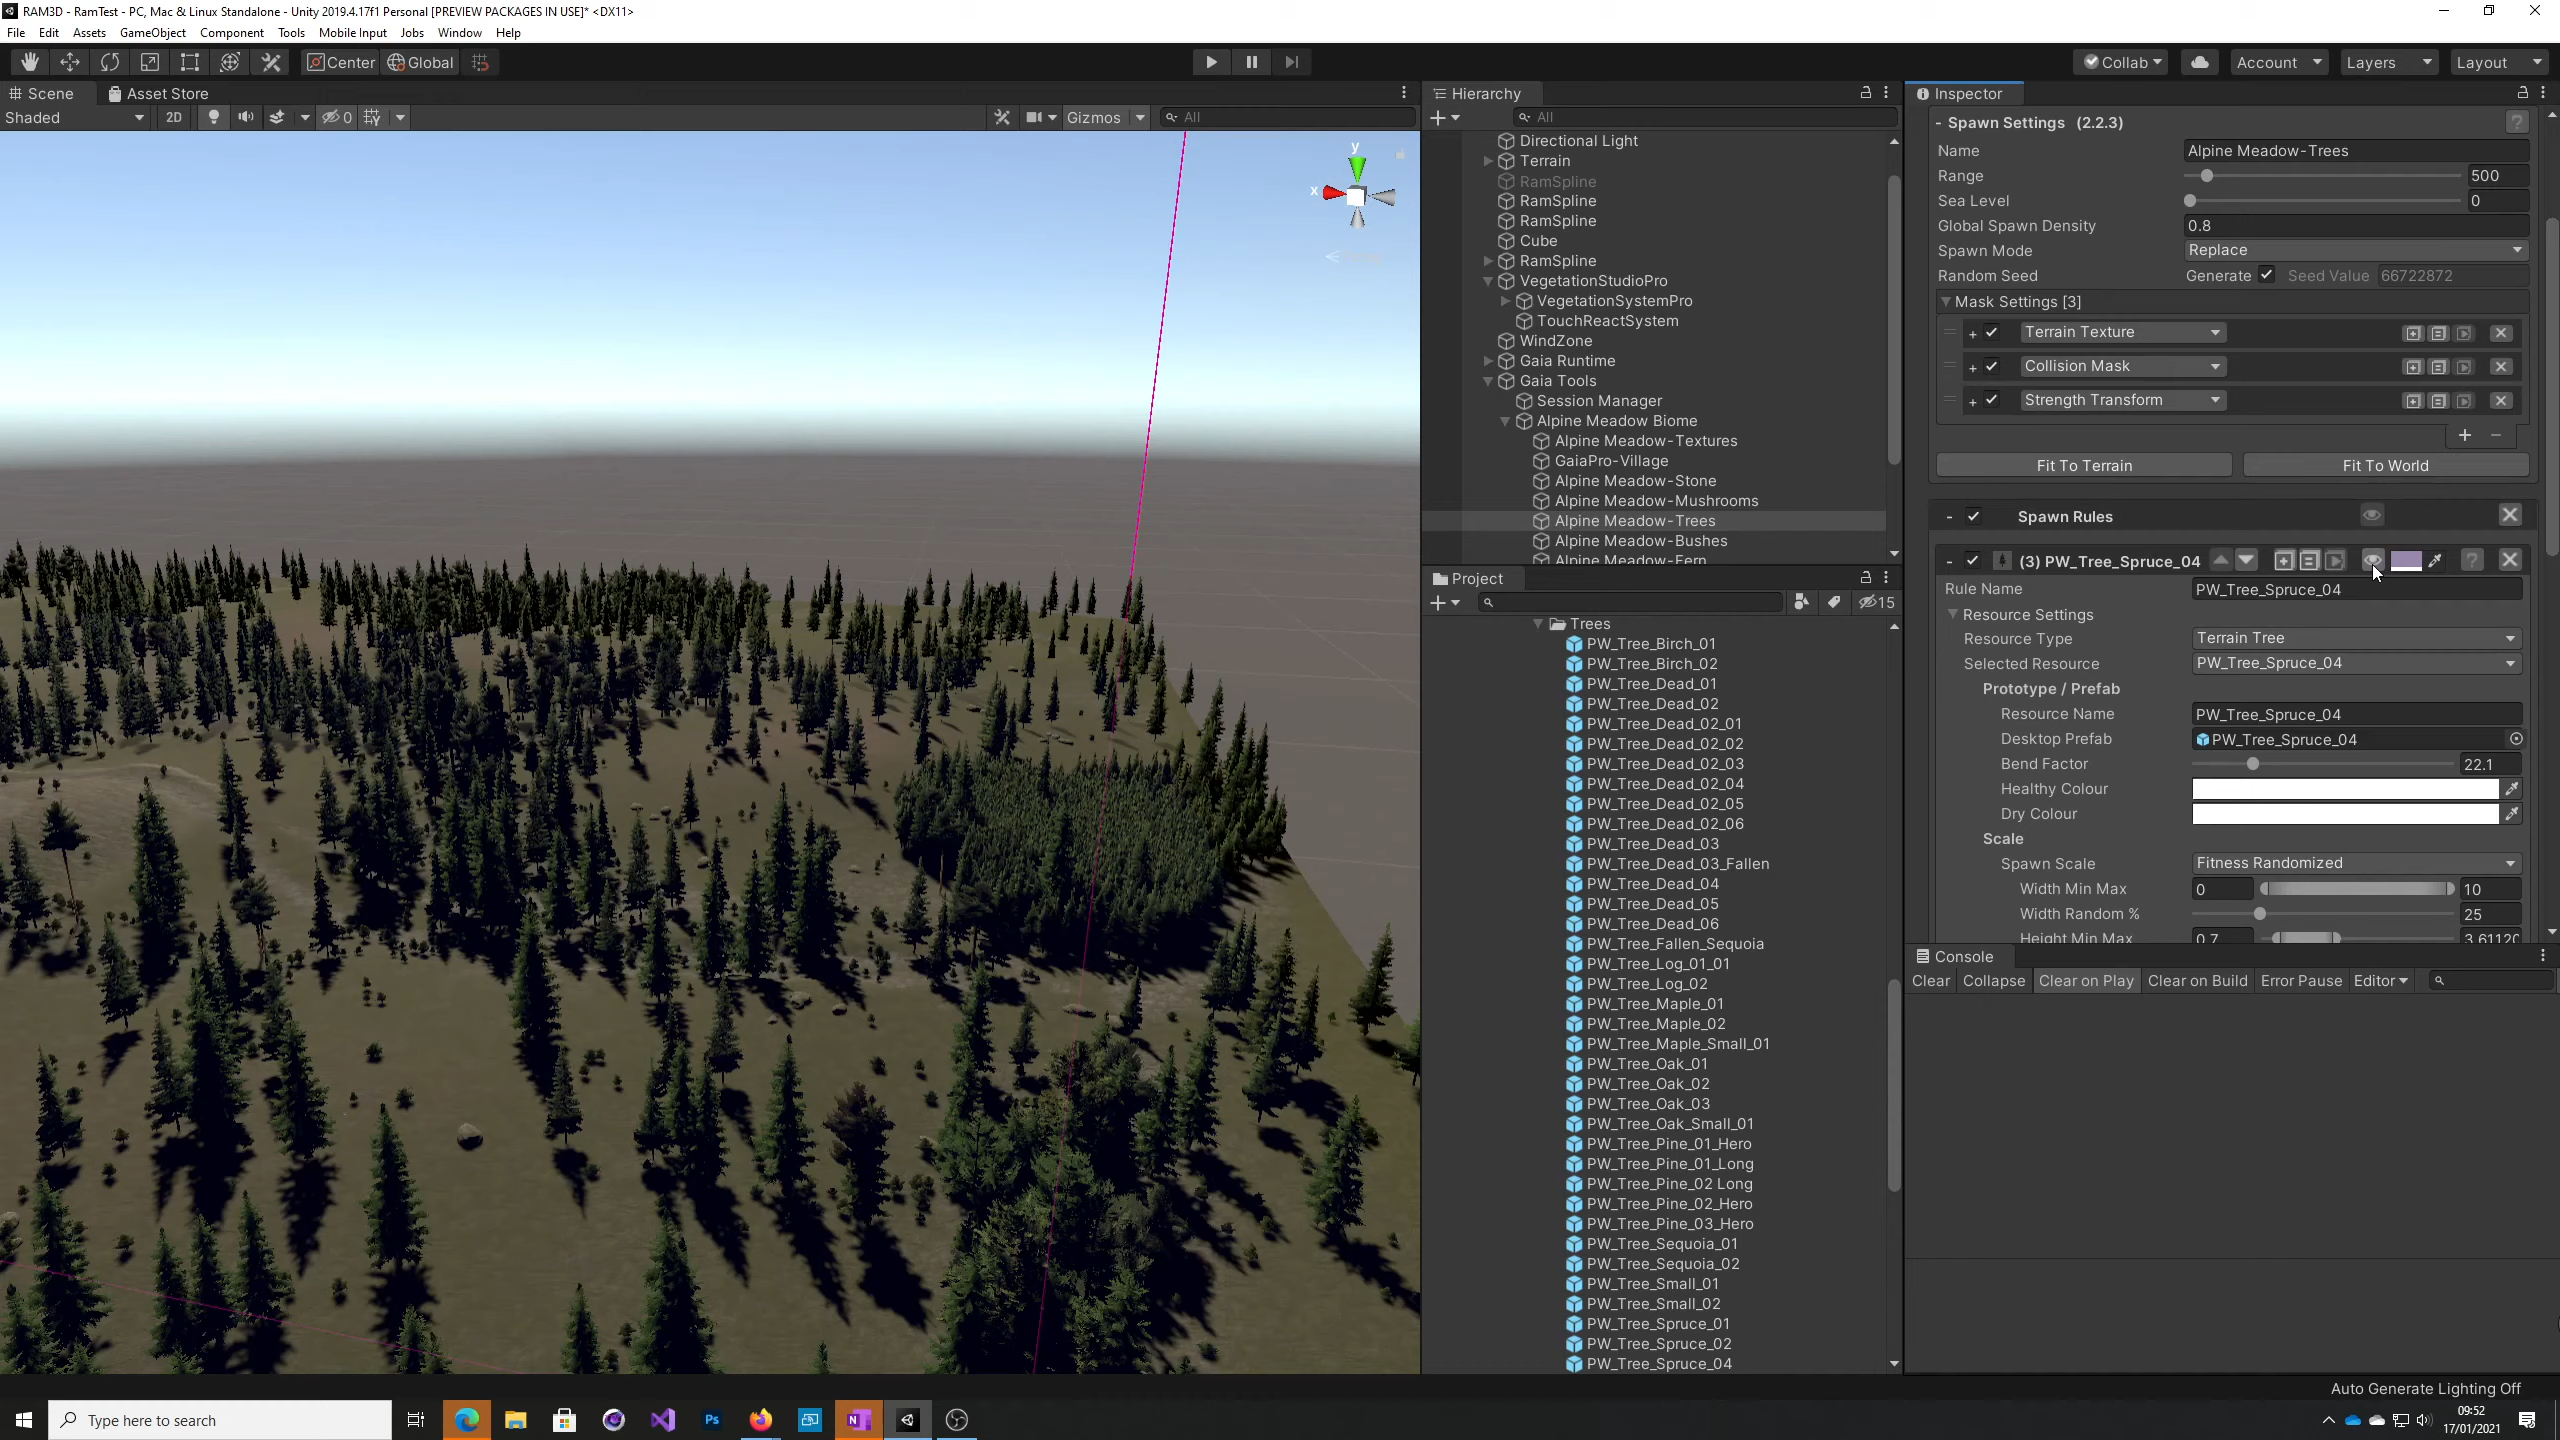 RAM3D - RamTest - PC, Mac & Linux Standalone - Unity 2019.4.17f1 Personal [PREVIEW PACKAGES IN USE]* <DX11>
File Edit Assets GameObject Component Tools Mobile Input Jobs Window Help
Center Global
Collab Account Layers Layout
Scene Asset Store
Shaded 2D 0 Gizmos All
y
x
Hierarchy
All
Directional Light
Terrain
RamSpline
RamSpline
RamSpline
Cube
RamSpline
VegetationStudioPro
VegetationSystemPro
TouchReactSystem
WindZone
Gaia Runtime
Gaia Tools
Session Manager
Alpine Meadow Biome
Alpine Meadow-Textures
GaiaPro-Village
Alpine Meadow-Stone
Alpine Meadow-Mushrooms
Alpine Meadow-Trees
Alpine Meadow-Bushes
Alpine Meadow-Fern
Project
15
Trees
PW_Tree_Birch_01
PW_Tree_Birch_02
PW_Tree_Dead_01
PW_Tree_Dead_02
PW_Tree_Dead_02_01
PW_Tree_Dead_02_02
PW_Tree_Dead_02_03
PW_Tree_Dead_02_04
PW_Tree_Dead_02_05
PW_Tree_Dead_02_06
PW_Tree_Dead_03
PW_Tree_Dead_03_Fallen
PW_Tree_Dead_04
PW_Tree_Dead_05
PW_Tree_Dead_06
PW_Tree_Fallen_Sequoia
PW_Tree_Log_01_01
PW_Tree_Log_02
PW_Tree_Maple_01
PW_Tree_Maple_02
PW_Tree_Maple_Small_01
PW_Tree_Oak_01
PW_Tree_Oak_02
PW_Tree_Oak_03
PW_Tree_Oak_Small_01
PW_Tree_Pine_01_Hero
PW_Tree_Pine_01_Long
PW_Tree_Pine_02 Long
PW_Tree_Pine_02_Hero
PW_Tree_Pine_03_Hero
PW_Tree_Sequoia_01
PW_Tree_Sequoia_02
PW_Tree_Small_01
PW_Tree_Small_02
PW_Tree_Spruce_01
PW_Tree_Spruce_02
PW_Tree_Spruce_04
Inspector
Spawn Settings (2.2.3)
Name Alpine Meadow-Trees
Range 500
Sea Level 0
Global Spawn Density 0.8
Spawn Mode Replace
Random Seed Generate Seed Value 66722872
Mask Settings [3]
Terrain Texture
Collision Mask
Strength Transform
Fit To Terrain Fit To World
Spawn Rules
(3) PW_Tree_Spruce_04
Rule Name PW_Tree_Spruce_04
Resource Settings
Resource Type Terrain Tree
Selected Resource PW_Tree_Spruce_04
Prototype / Prefab
Resource Name PW_Tree_Spruce_04
Desktop Prefab PW_Tree_Spruce_04
Bend Factor 22.1
Healthy Colour
Dry Colour
Scale
Spawn Scale Fitness Randomized
Width Min Max 0 10
Width Random % 25
Height Min Max 0.7 3.61120
Console
Clear Collapse Clear on Play Clear on Build Error Pause Editor
Auto Generate Lighting Off
Type here to search
Ps
09:52
17/01/2021